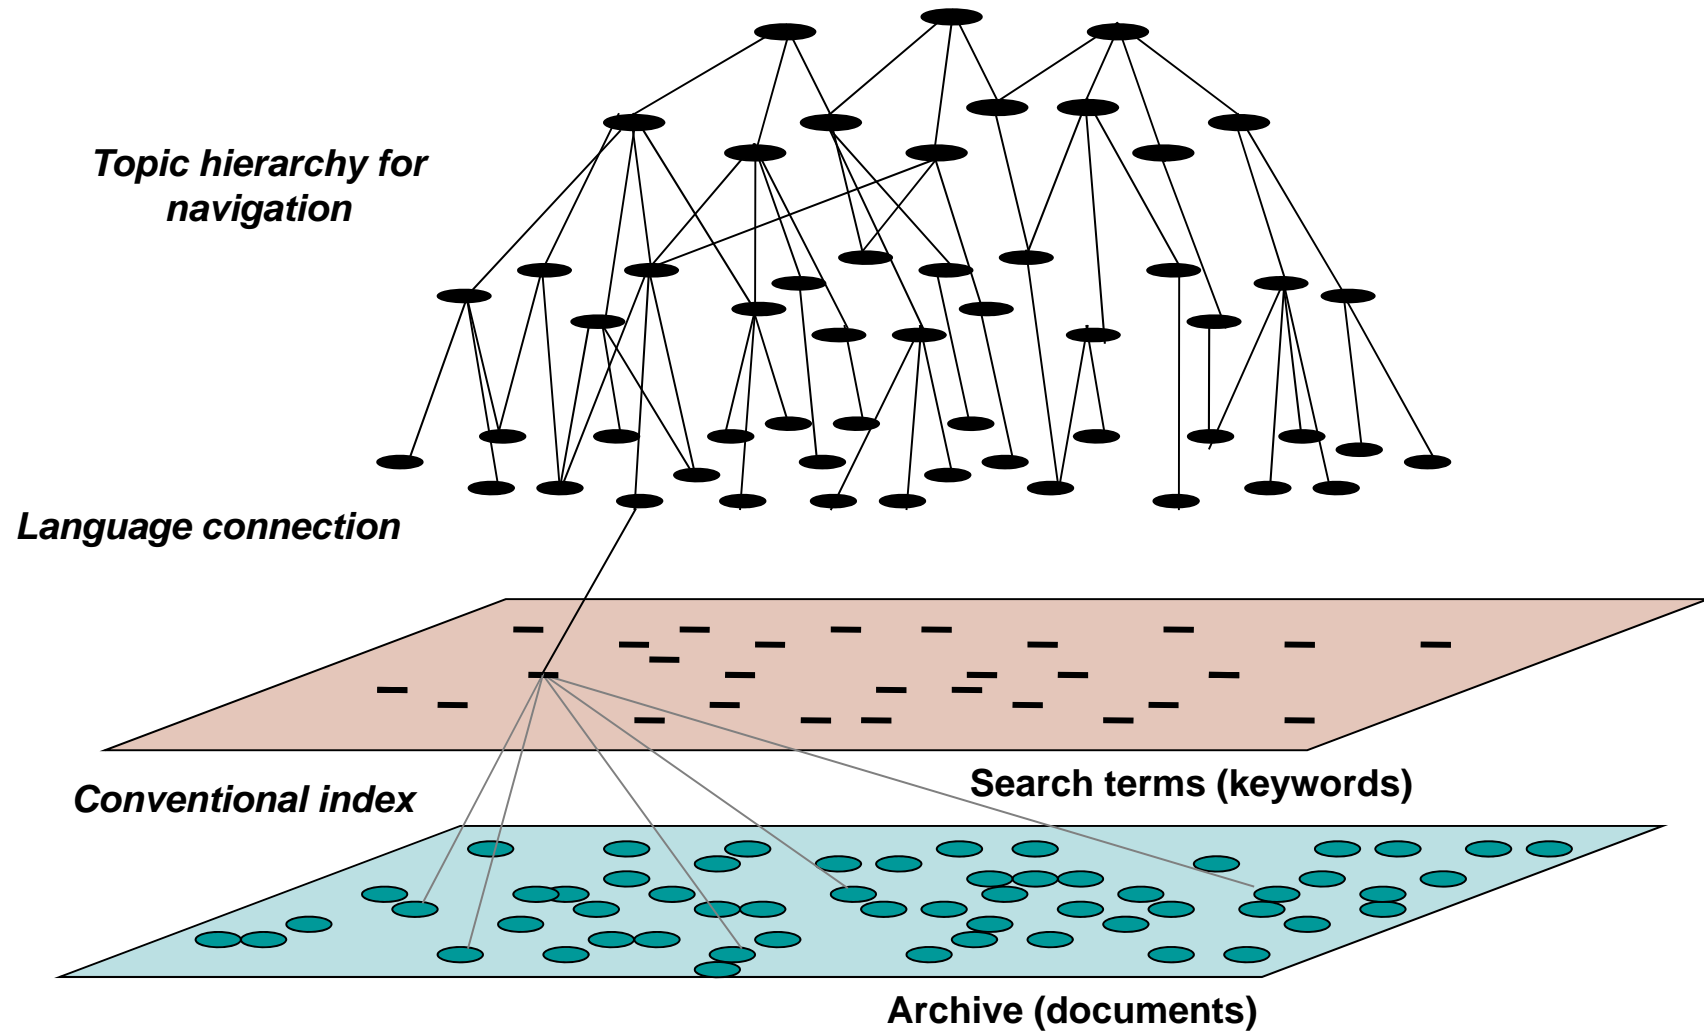 Topic hierarchy for
navigation
Language connection
Search terms (keywords)
Conventional index
Archive (documents)